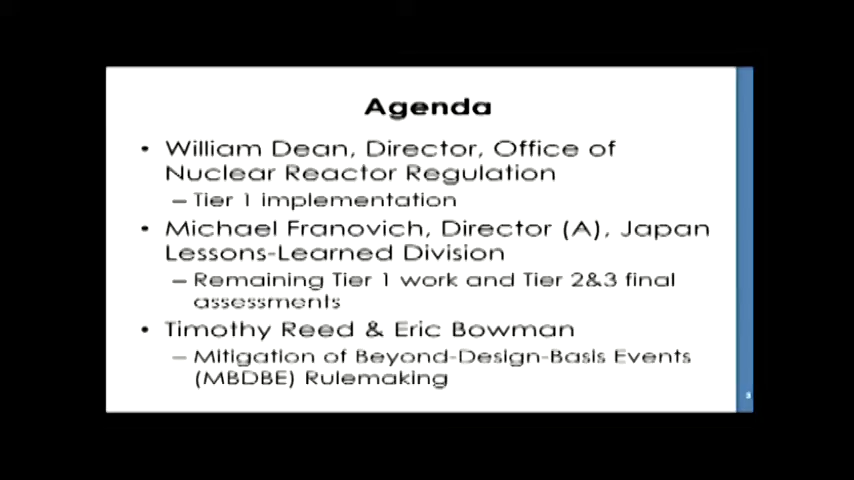 Agenda
• William Dean, Director, Office of
Nuclear Reactor Regulation
– Tier 1 implementation
• Michael Franovich, Director (A), Japan
Lessons-Learned Division
– Remaining Tier 1 work and Tier 2&3 final
assessments
• Timothy Reed & Eric Bowman
– Mitigation of Beyond-Design-Basis Events
(MBDBE) Rulemaking